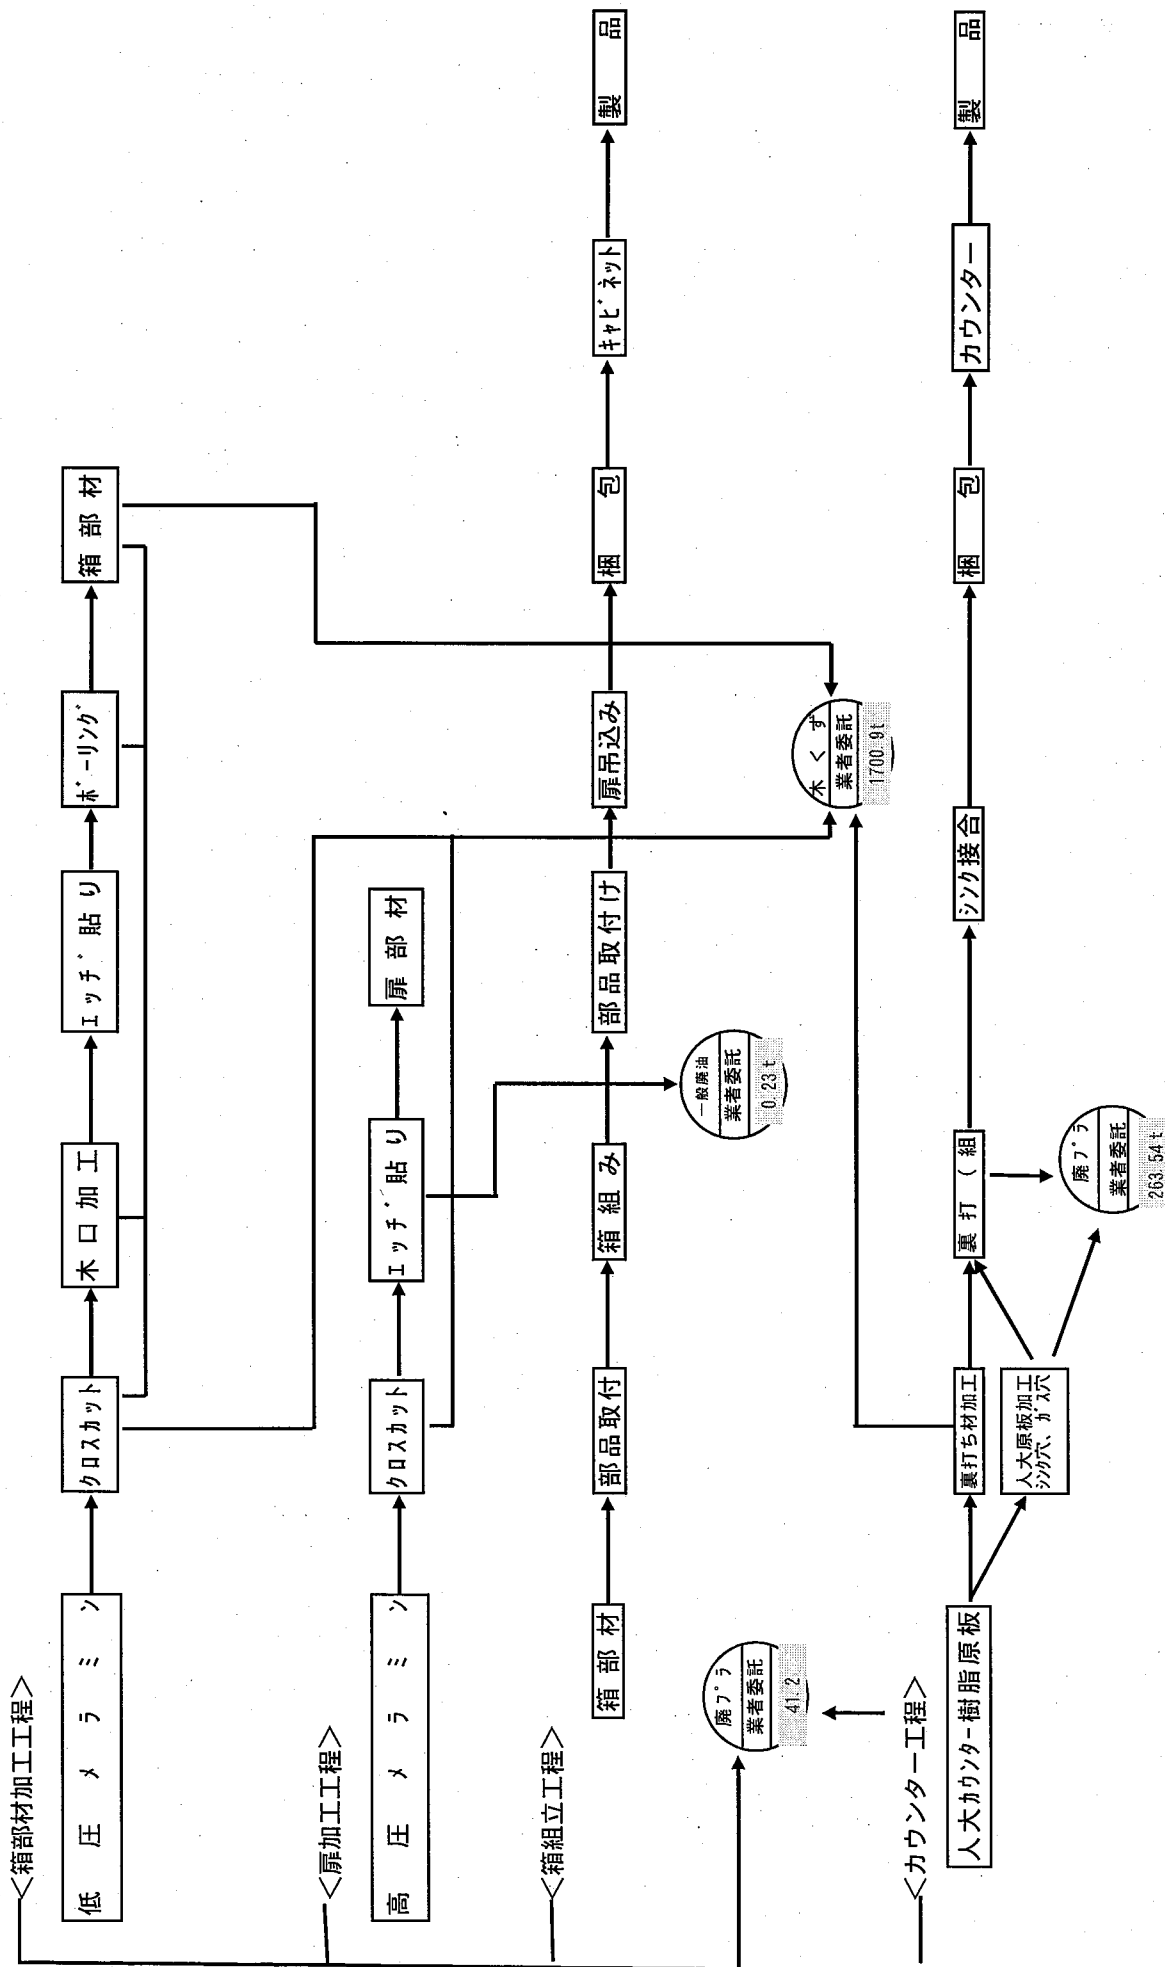 <箱部材加工工程>
低圧メラミン
クロスカット
木口加工
エッヂ貼り
ボーリング
箱部材
<扉加工工程>
高圧メラミン
クロスカット
エッヂ貼り
扉部材
一般廃油
業者委託
0.23t
<箱組立工程>
箱部材
部品取付
箱組み
部品取付け
扉吊込み
梱包
キャビネット
製品
廃プラ
業者委託
41.2
木くず
業者委託
1700.9t
<カウンター工程>
人大カウンター樹脂原板
裏打ち材加工
人大原板加工
シンク穴、ガス穴
裏打(組
シンク接合
梱包
カウンター
製品
廃プラ
業者委託
263.54t